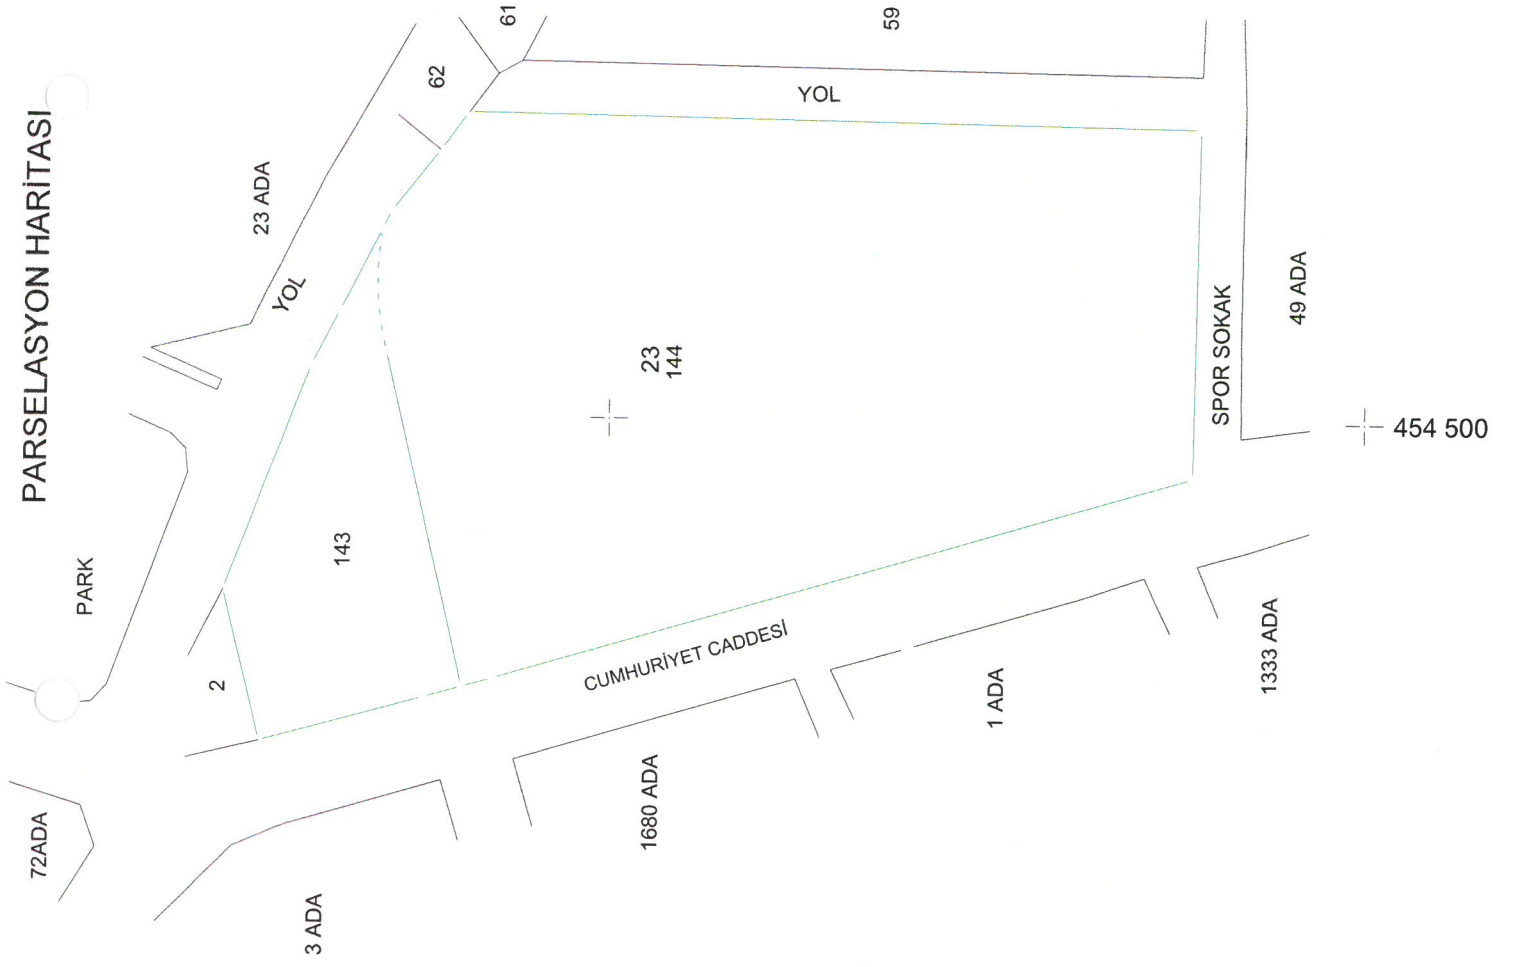 PARSELASYON HARİTASI
61
59
62
YOL
23 ADA
YOL
23
144
SPOR SOKAK
49 ADA
454 500
143
PARK
2
CUMHURİYET CADDESİ
1333 ADA
1 ADA
1680 ADA
72ADA
3 ADA